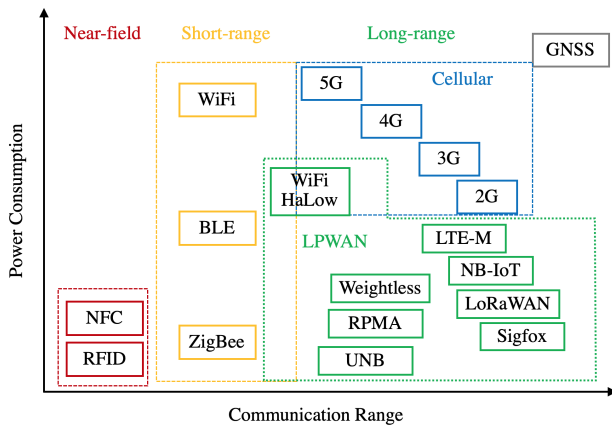 Near-field
Short-range
Long-range
GNSS
5G
Cellular
WiFi
4G
3G
WiFi
HaLow
2G
BLE
LPWAN
LTE-M
NB-IoT
Weightless
LoRaWAN
NFC
RPMA
Sigfox
ZigBee
RFID
UNB
Power Consumption
Communication Range